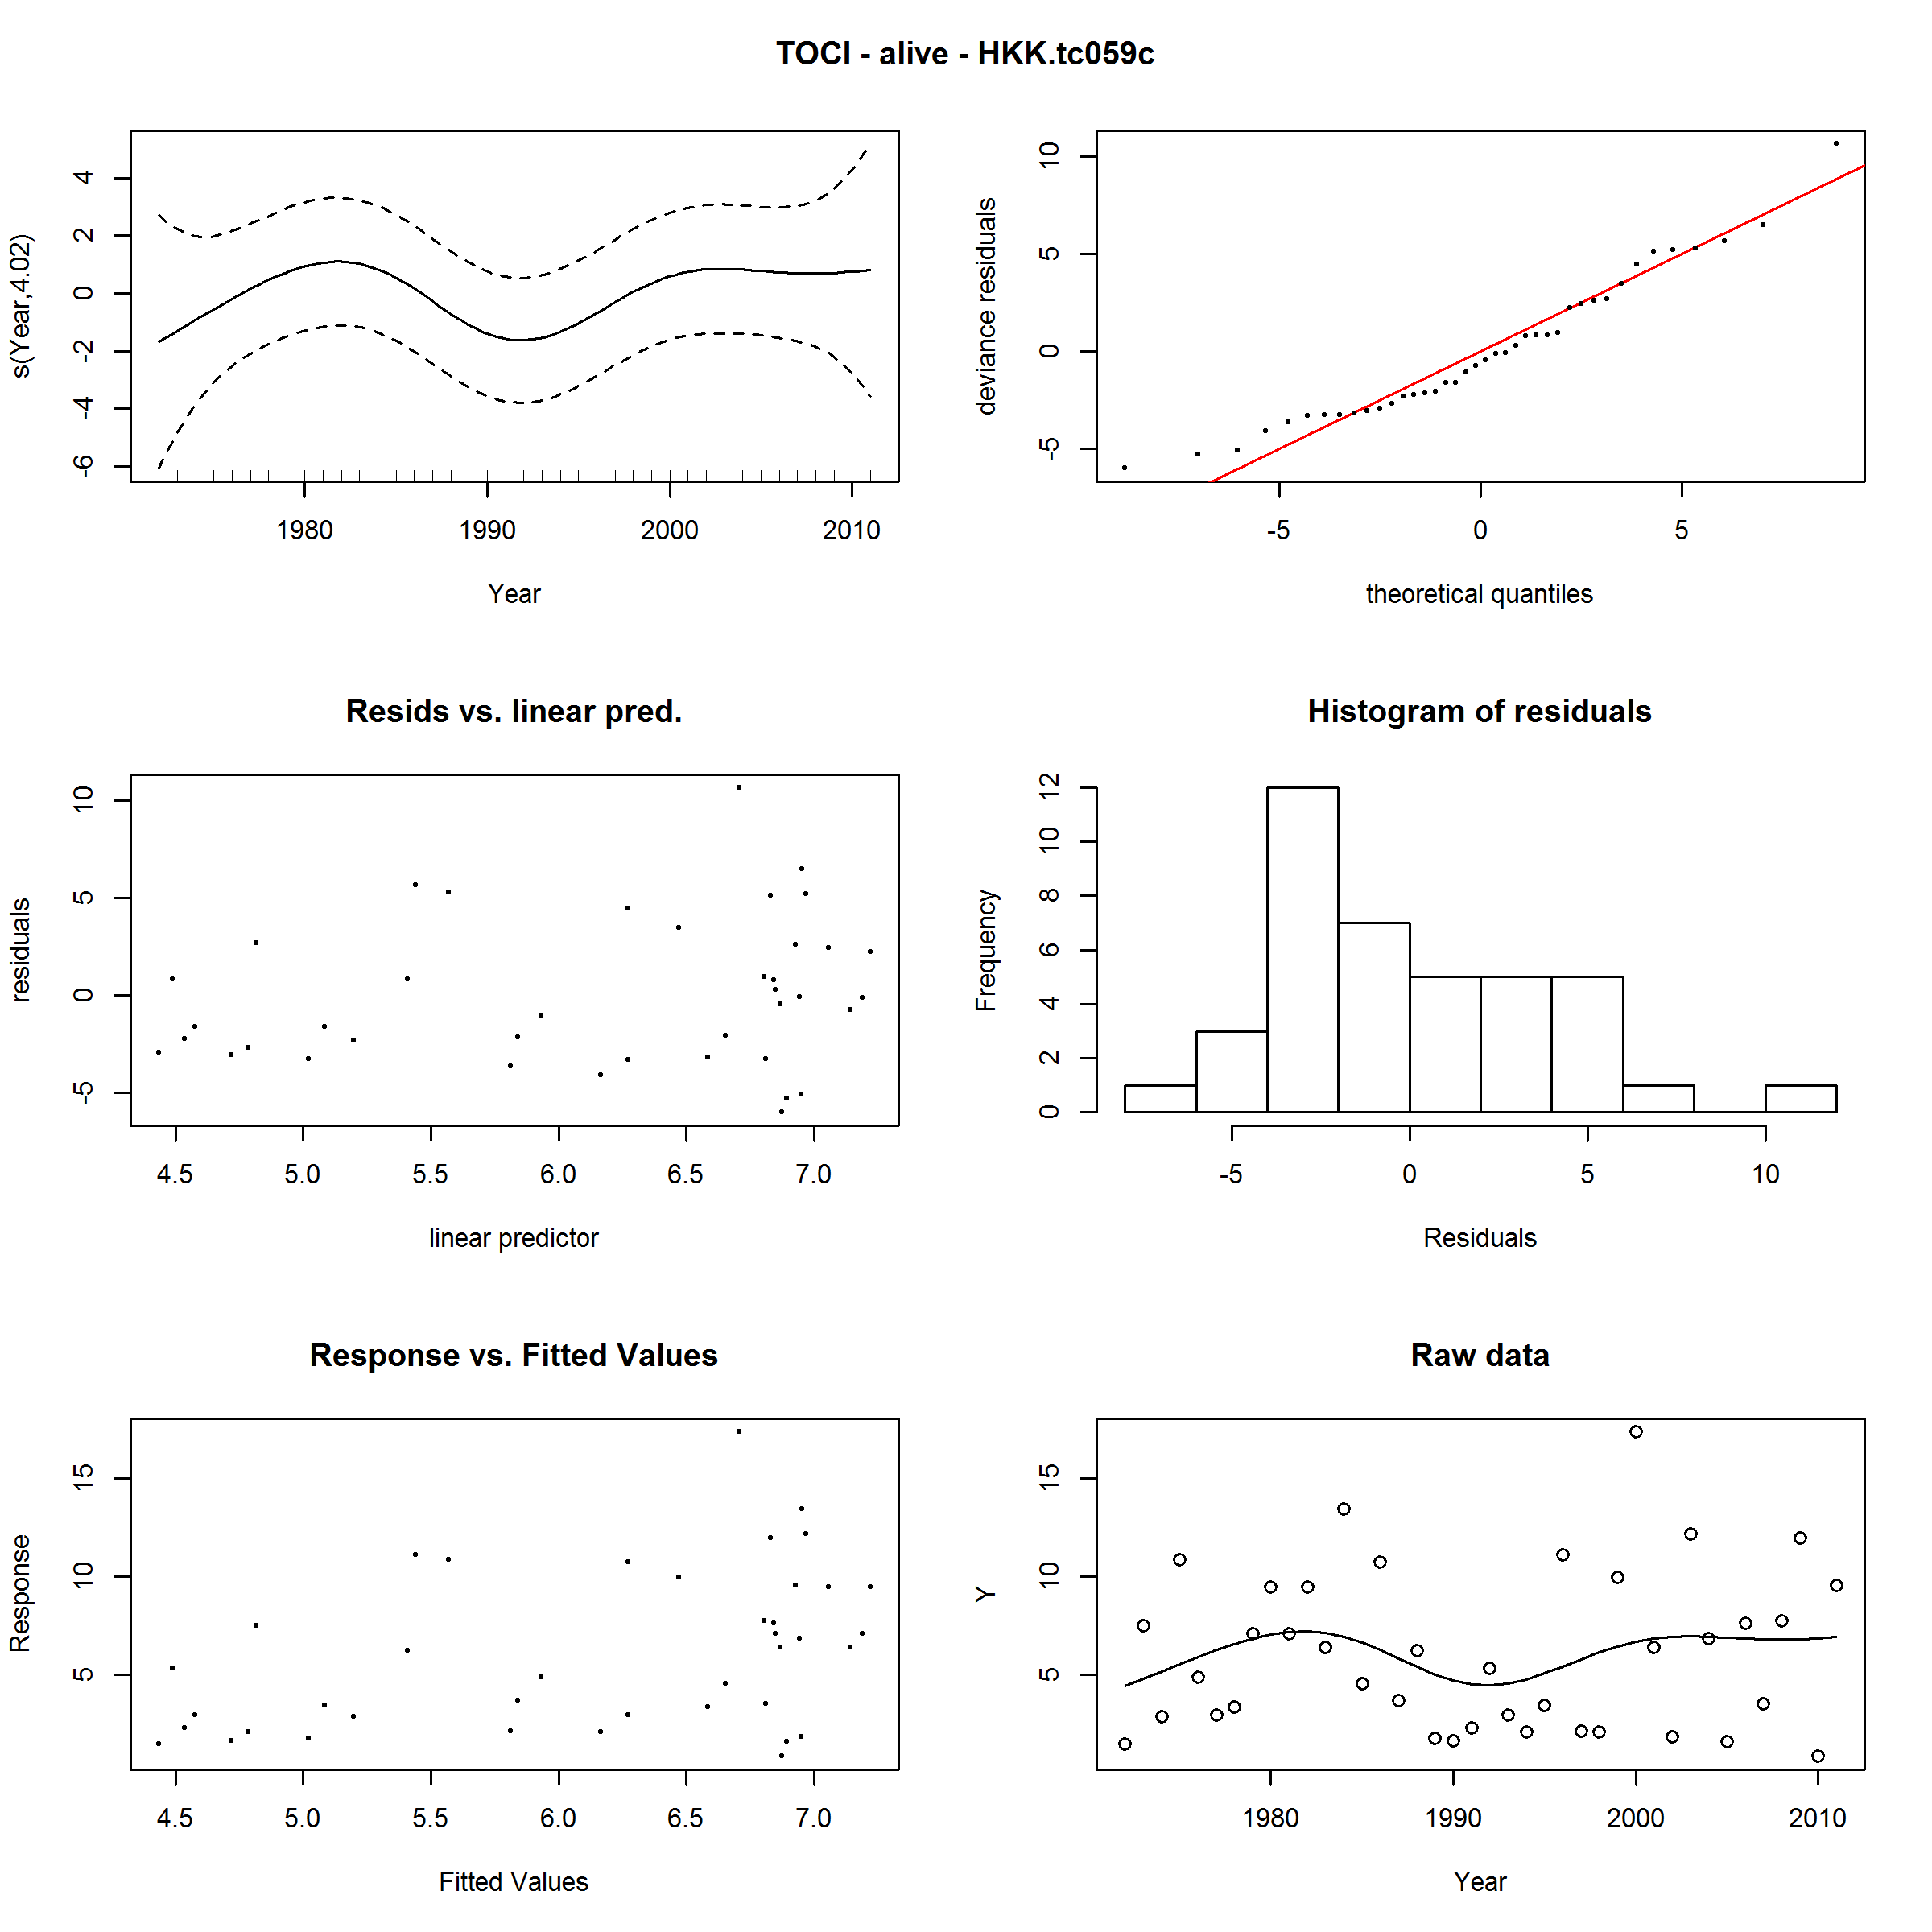 TOCI - alive - HKK.tc059c
s(Year,4.02)
-6 -4 -2 0 2 4
1980 1990 2000 2010
Year
deviance residuals
-5 0 5 10
-5 0 5
theoretical quantiles
Resids vs. linear pred.
residuals
-5 0 5 10
4.5 5.0 5.5 6.0 6.5 7.0
linear predictor
Histogram of residuals
Frequency
0 2 4 6 8 10 12
-5 0 5 10
Residuals
Response vs. Fitted Values
Response
5 10 15
4.5 5.0 5.5 6.0 6.5 7.0
Fitted Values
Raw data
Y
5 10 15
1980 1990 2000 2010
Year